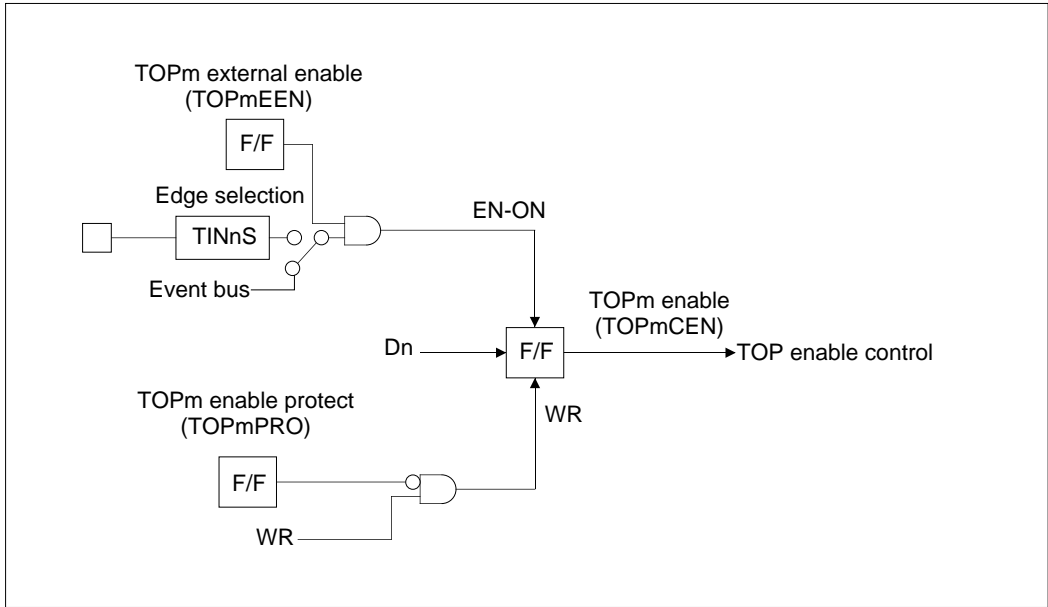 TOPm external enable
(TOPmEEN)
F/F
Edge selection
TINnS
EN-ON
Event bus
TOPm enable
(TOPmCEN)
Dn
F/F
TOP enable control
TOPm enable protect
(TOPmPRO)
WR
F/F
WR